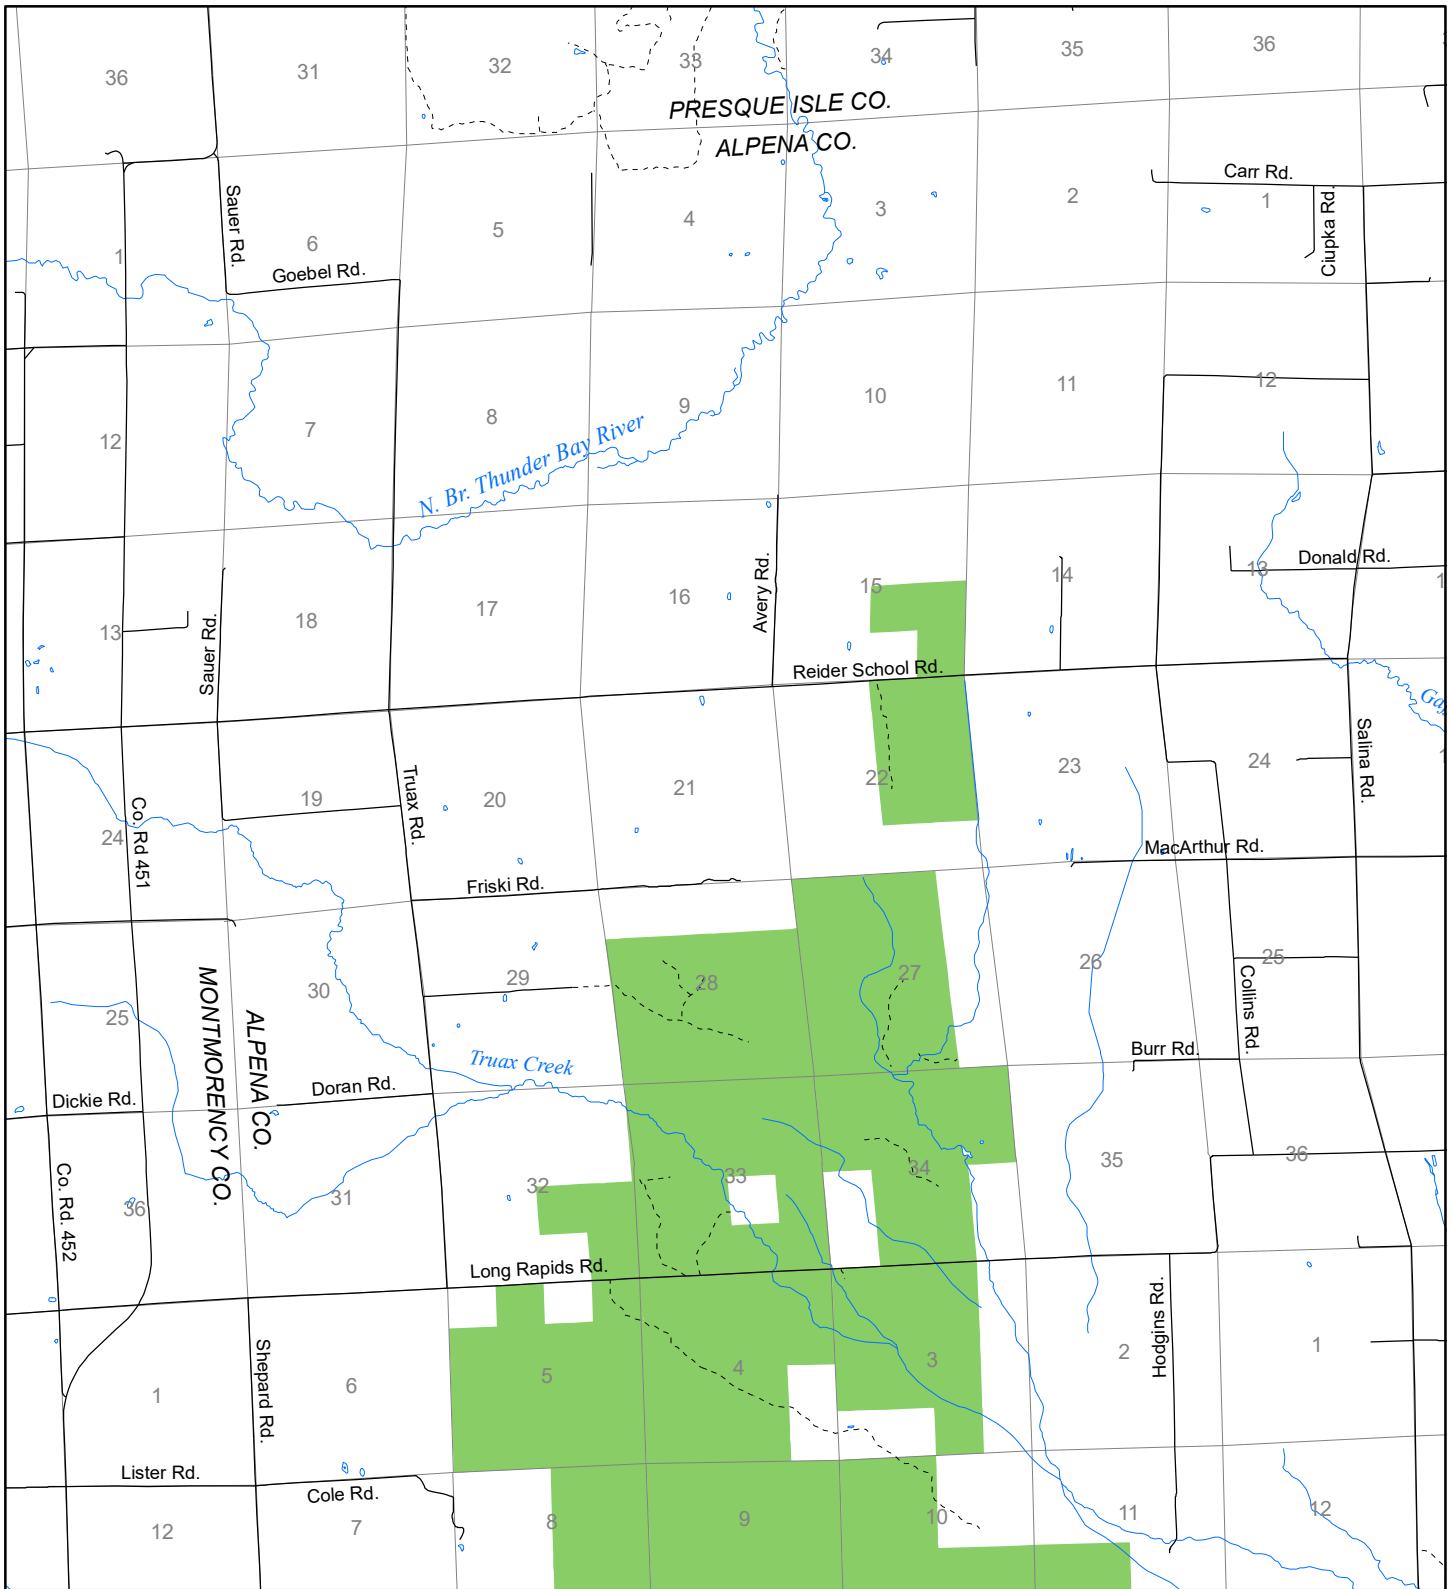 36
31
32
33
34
35
36
PRESQUE ISLE CO.
ALPENA CO.
1
6
5
4
3
2
1
Carr Rd.
Ciupka Rd.
Sauer Rd.
Goebel Rd.
12
7
8
9
10
11
12
N. Br. Thunder Bay River
13
18
17
16
15
14
13
Donald Rd.
Avery Rd.
Sauer Rd.
Reider School Rd.
24
19
20
21
22
23
24
Salina Rd.
Truax Rd.
Co. Rd 451
MacArthur Rd.
Friski Rd.
25
30
29
28
27
26
25
Collins Rd.
MONTMORENCY CO.
ALPENA CO.
Truax Creek
Burr Rd.
Doran Rd.
Dickie Rd.
36
31
32
33
34
35
36
Co. Rd. 452
Long Rapids Rd.
Hodgins Rd.
1
6
5
4
3
2
1
Shepard Rd.
Lister Rd.
Cole Rd.
12
7
8
9
10
11
12